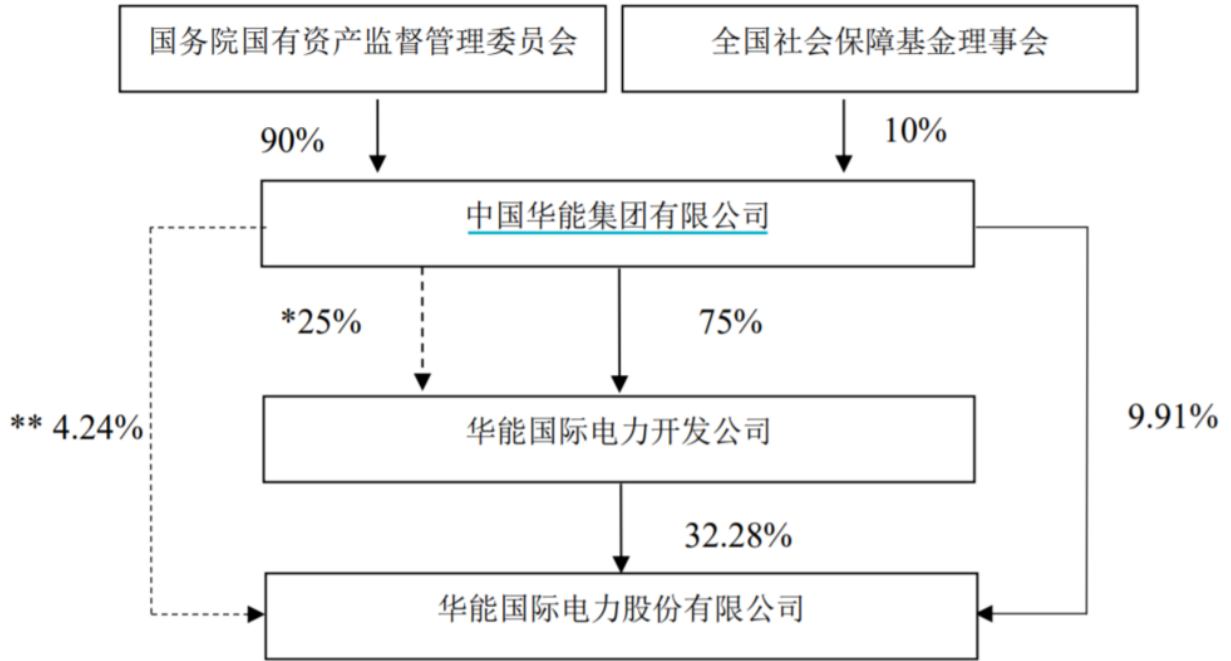 国务院国有资产监督管理委员会
全国社会保障基金理事会
90%
10%
中国华能集团有限公司
*25%
75%
** 4.24%
9.91%
华能国际电力开发公司
32.28%
华能国际电力股份有限公司